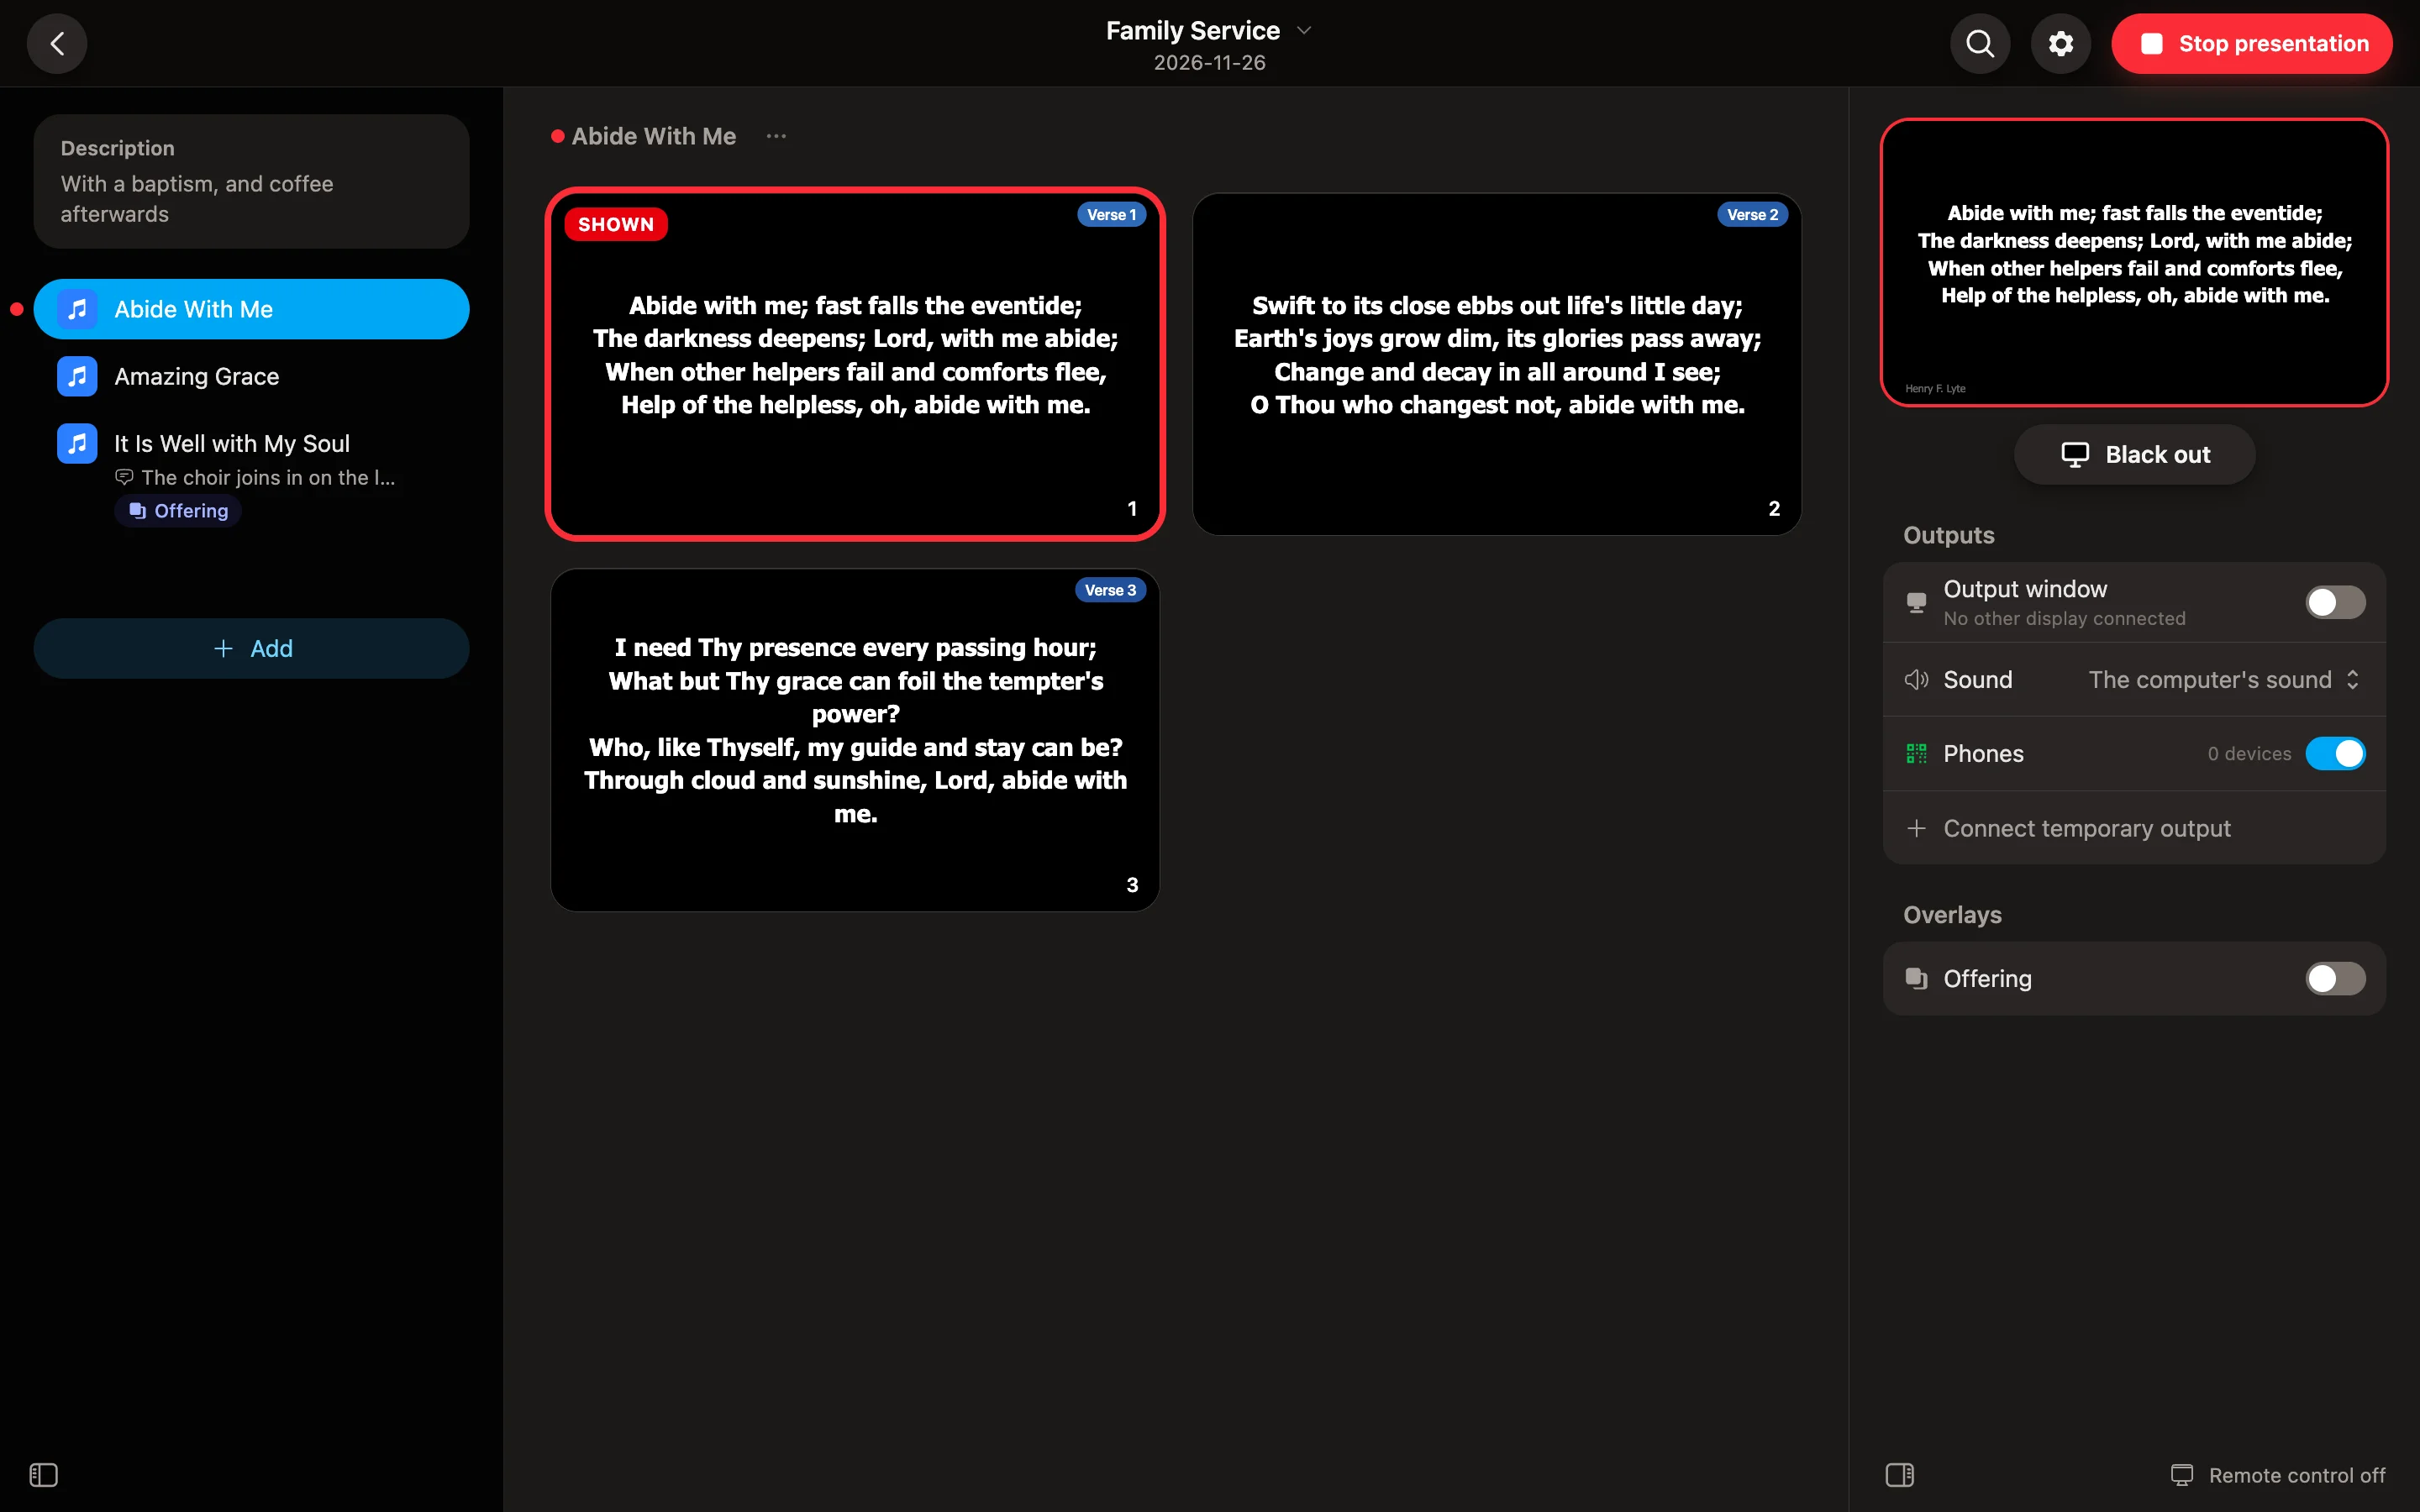 Family Service
2026-11-26
Stop presentation
Description
With a baptism, and coffee
afterwards
Abide With Me
Amazing Grace
It Is Well with My Soul
The choir joins in on the l...
Offering
Add
Abide With Me
SHOWN
Verse 1
Abide with me; fast falls the eventide;
The darkness deepens; Lord, with me abide;
When other helpers fail and comforts flee,
Help of the helpless, oh, abide with me.
1
Verse 2
Swift to its close ebbs out life's little day;
Earth's joys grow dim, its glories pass away;
Change and decay in all around I see;
O Thou who changest not, abide with me.
2
Verse 3
I need Thy presence every passing hour;
What but Thy grace can foil the tempter's
power?
Who, like Thyself, my guide and stay can be?
Through cloud and sunshine, Lord, abide with
me.
3
Abide with me; fast falls the eventide;
The darkness deepens; Lord, with me abide;
When other helpers fail and comforts flee,
Help of the helpless, oh, abide with me.
Henry F. Lyte
Black out
Outputs
Output window
No other display connected
Sound The computer's sound
Phones 0 devices
Connect temporary output
Overlays
Offering
Remote control off